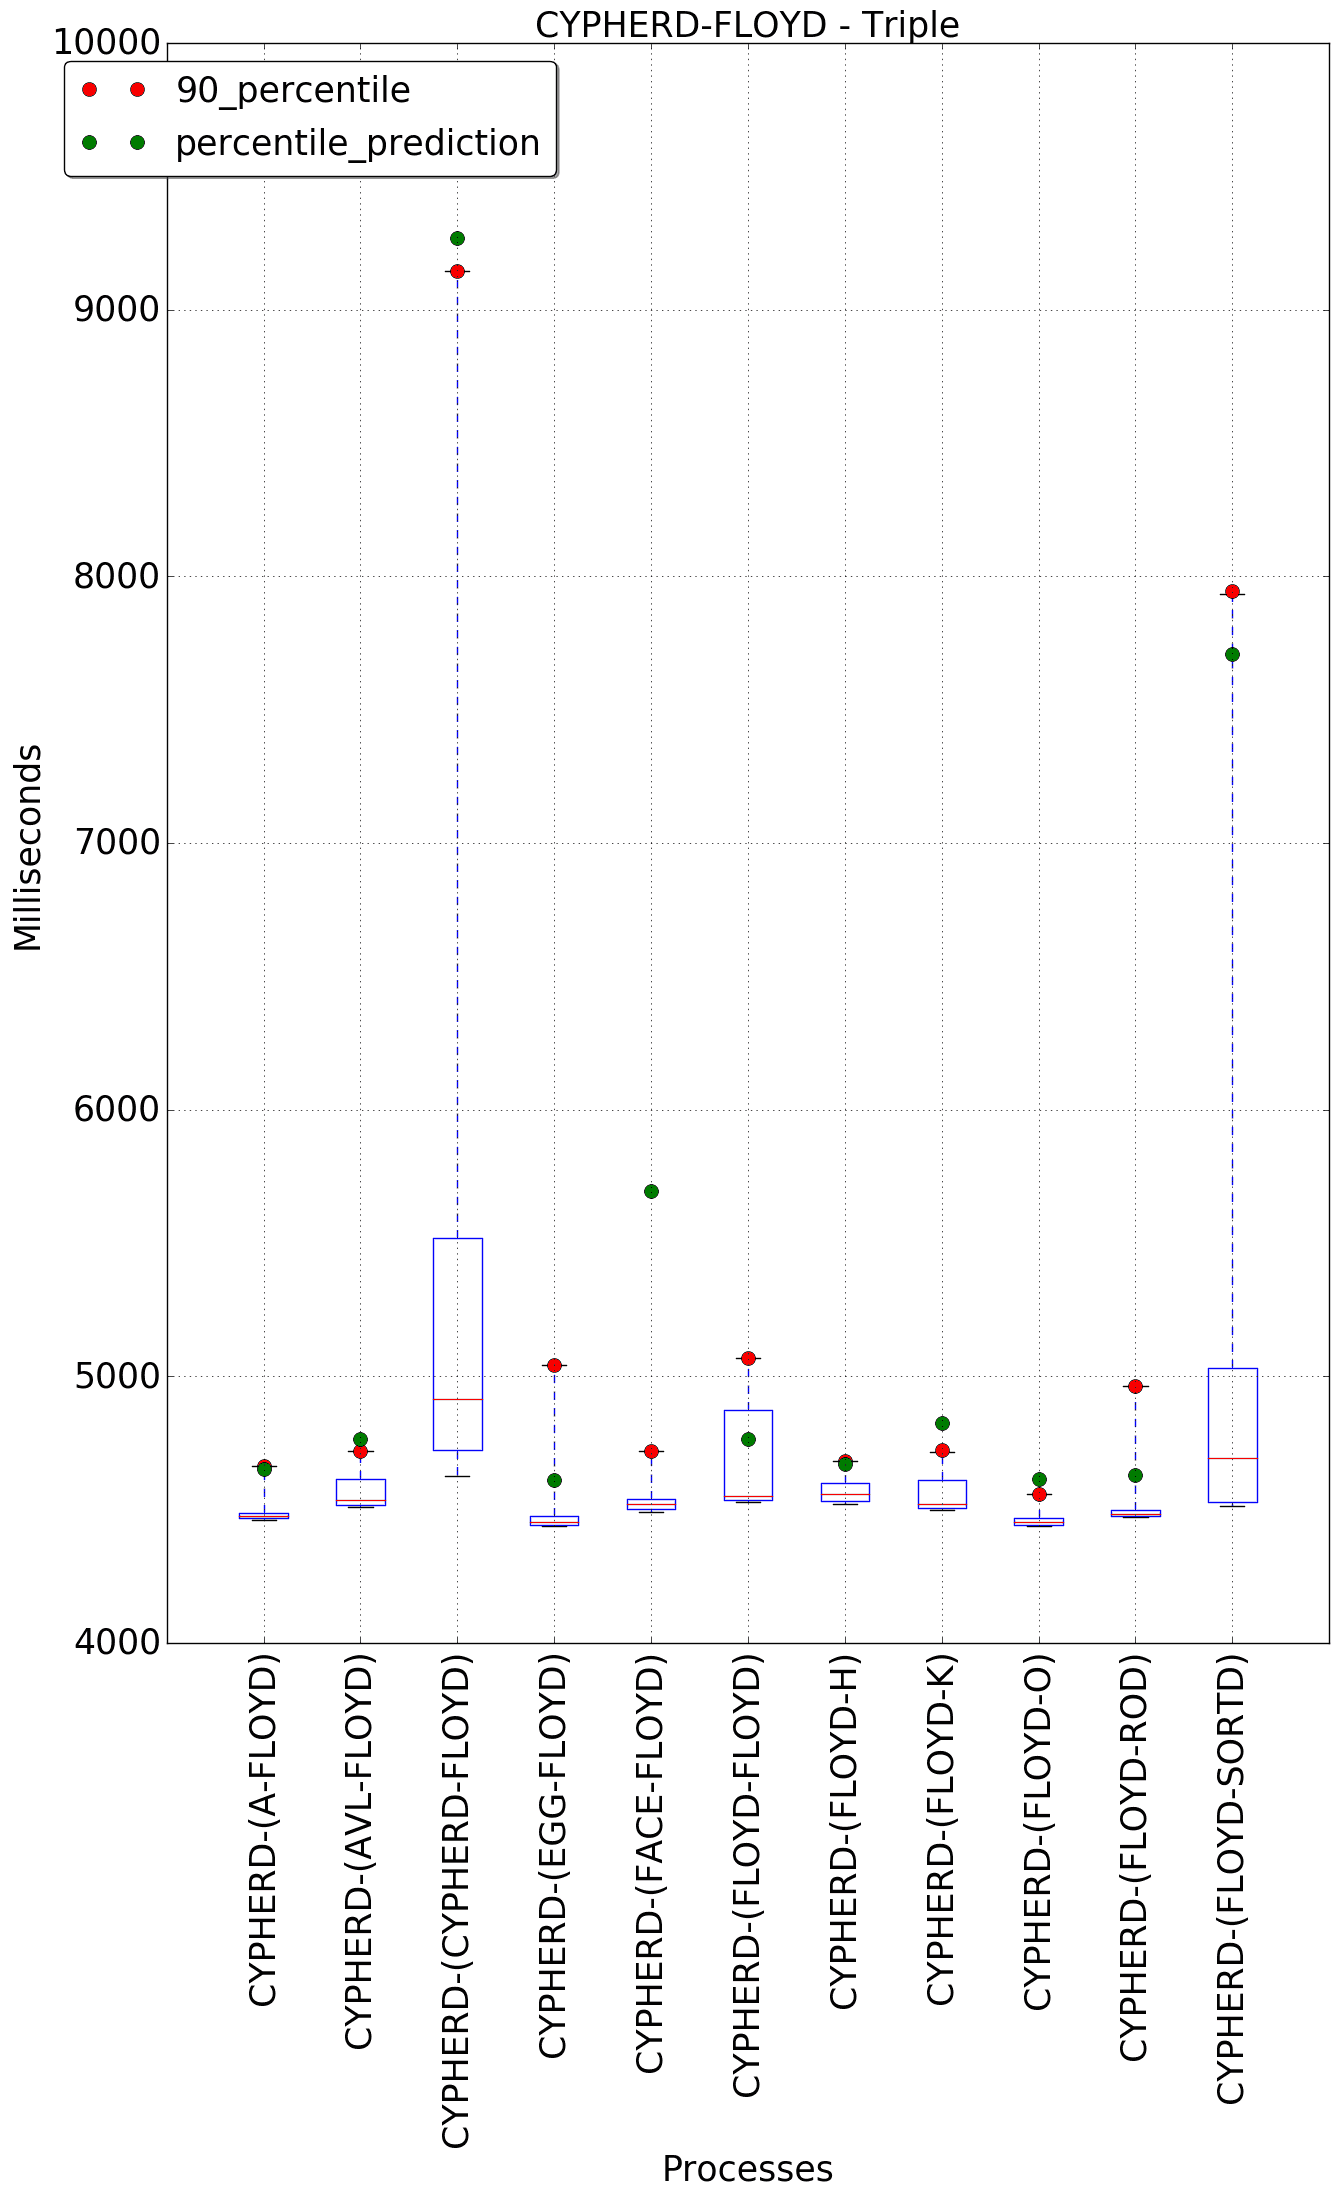 CYPHERD-FLOYD - Triple
10000
90_percentile
percentile_prediction
9000
8000
7000
6000
5000
4000
Milliseconds
CYPHERD-(A-FLOYD)
CYPHERD-(AVL-FLOYD)
CYPHERD-(CYPHERD-FLOYD)
CYPHERD-(EGG-FLOYD)
CYPHERD-(FACE-FLOYD)
CYPHERD-(FLOYD-FLOYD)
CYPHERD-(FLOYD-H)
CYPHERD-(FLOYD-K)
CYPHERD-(FLOYD-O)
CYPHERD-(FLOYD-ROD)
CYPHERD-(FLOYD-SORTD)
Processes